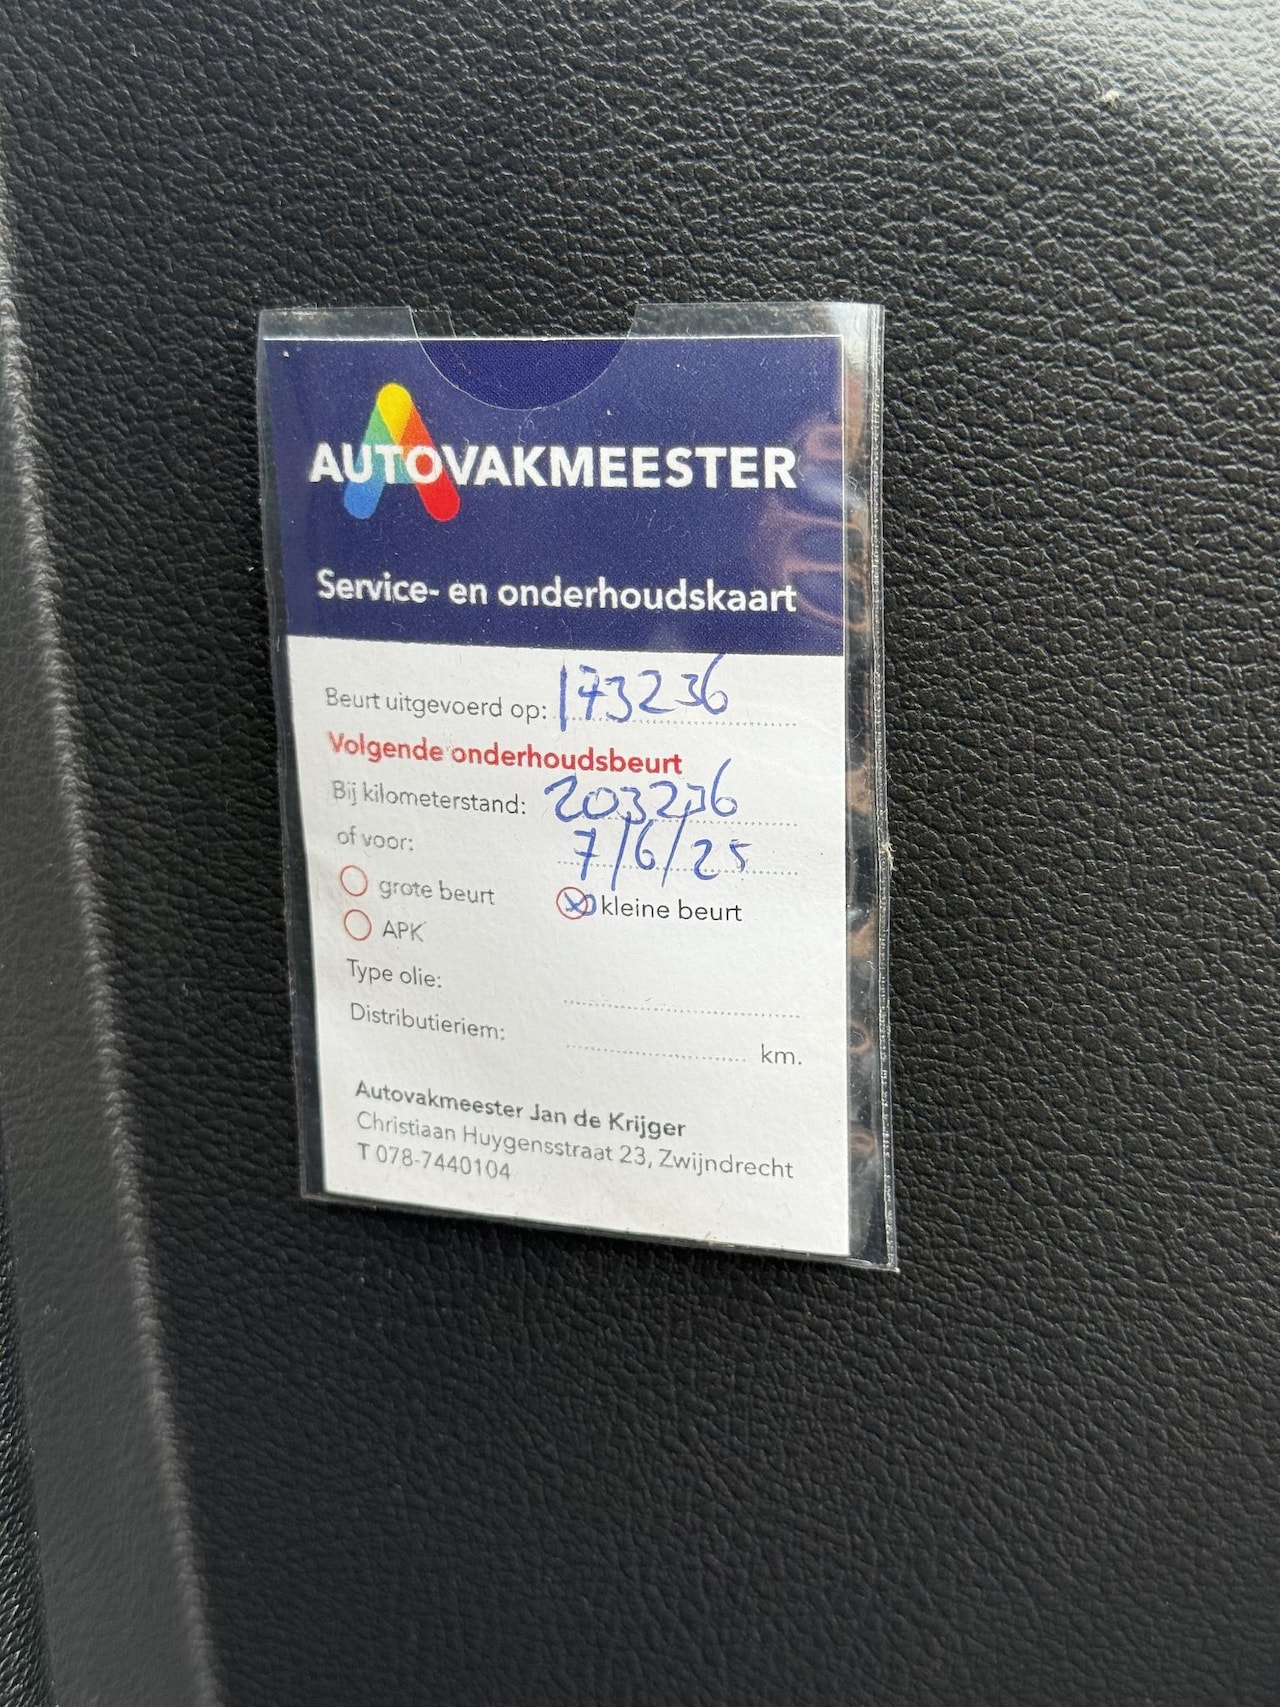 AUTOVAKMEESTER
Service- en onderhoudskaart
Beurt uitgevoerd op: 173236
Volgende onderhoudsbeurt
Bij kilometerstand: 203236
of voor: 7/6/25
grote beurt kleine beurt
APK
Type olie:
Distributieriem: km.
Autovakmeester Jan de Krijger
Christiaan Huygensstraat 23, Zwijndrecht
T 078-7440104